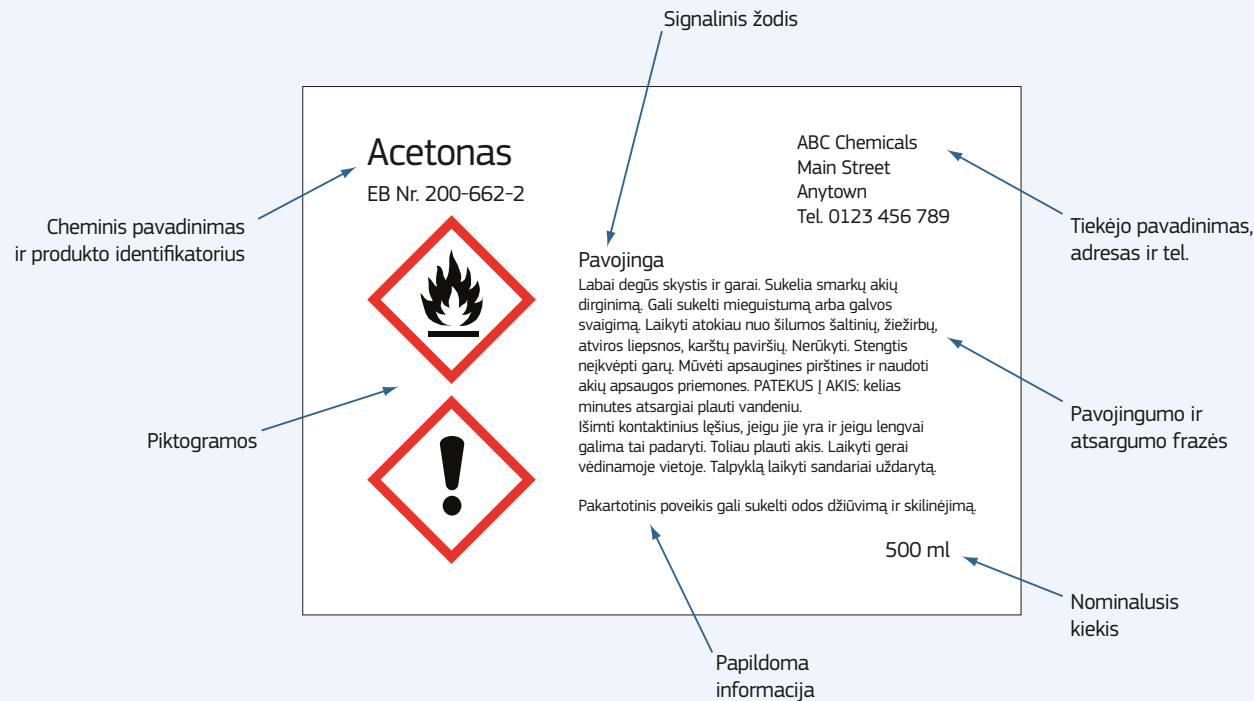 Signalinis žodis
Acetonas
EB Nr. 200-662-2
ABC Chemicals
Main Street
Anytown
Tel. 0123 456 789
Cheminis pavadinimas
ir produkto identifikatorius
Tiekėjo pavadinimas,
adresas ir tel.
Pavojinga
Labai degūs skystis ir garai. Sukelia smarkų akių
dirginimą. Gali sukelti mieguistumą arba galvos
svaigimą. Laikyti atokiau nuo šilumos šaltinių, žiežirbų,
atviros liepsnos, karštų paviršių. Nerūkyti. Stengtis
neįkvėpti garų. Mūvėti apsaugines pirštines ir naudoti
akių apsaugos priemones. PATEKUS Į AKIS: kelias
minutes atsargiai plauti vandeniu.
Išimti kontaktinius lęšius, jeigu jie yra ir jeigu lengvai
galima tai padaryti. Toliau plauti akis. Laikyti gerai
vėdinamoje vietoje. Talpyklą laikyti sandariai uždarytą.
Pavojingumo ir
atsargumo frazės
Piktogramos
Pakartotinis poveikis gali sukelti odos džiūvimą ir skilinėjimą.
500 ml
Nominalusis
kiekis
Papildoma
informacija